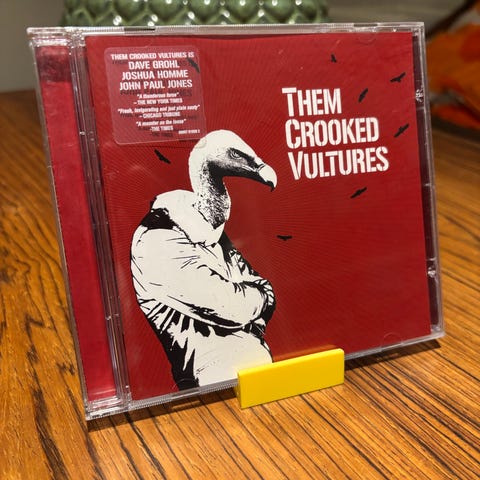 THEM CROOKED VULTURES IS
DAVE GROHL
JOSHUA HOMME
JOHN PAUL JONES
"A thunderous force"
–THE NEW YORK TIMES
"Fresh, invigorating and just plain nasty"
– CHICAGO TRIBUNE
"A monster on the loose"
–THE TIMES
THEM
CROOKED
VULTURES